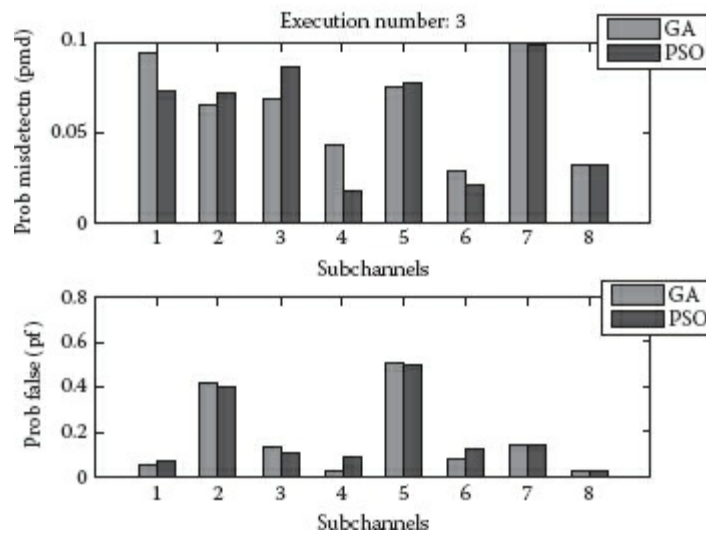 Execution number: 3
GA
PSO
Prob misdetectn (pmd)
0.1
0.05
0
1 2 3 4 5 6 7 8
Subchannels
GA
PSO
Prob false (pf)
0.8
0.6
0.4
0.2
0
1 2 3 4 5 6 7 8
Subchannels